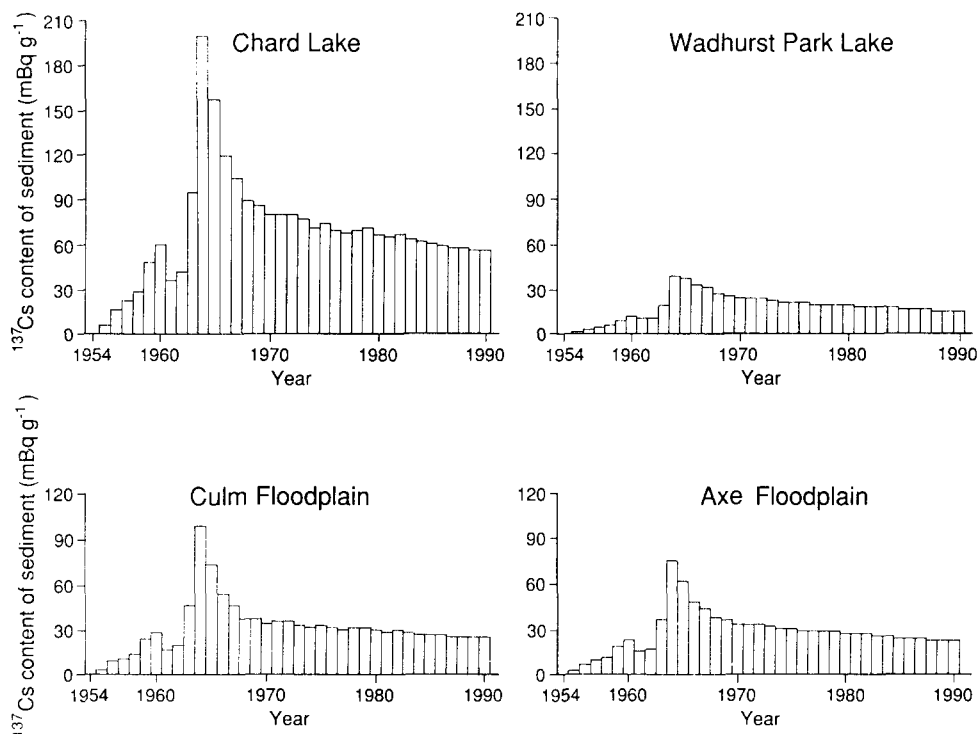 Chard Lake
¹³⁷Cs content of sediment (mBq g⁻¹)
210
180
150
120
90
60
30
0
1954 1960 1970 1980 1990
Year
Wadhurst Park Lake
210
180
150
120
90
60
30
0
1954 1960 1970 1980 1990
Year
Culm Floodplain
¹³⁷Cs content of sediment (mBq g⁻¹)
120
90
60
30
0
1954 1960 1970 1980 1990
Year
Axe Floodplain
120
90
60
30
0
1954 1960 1970 1980 1990
Year